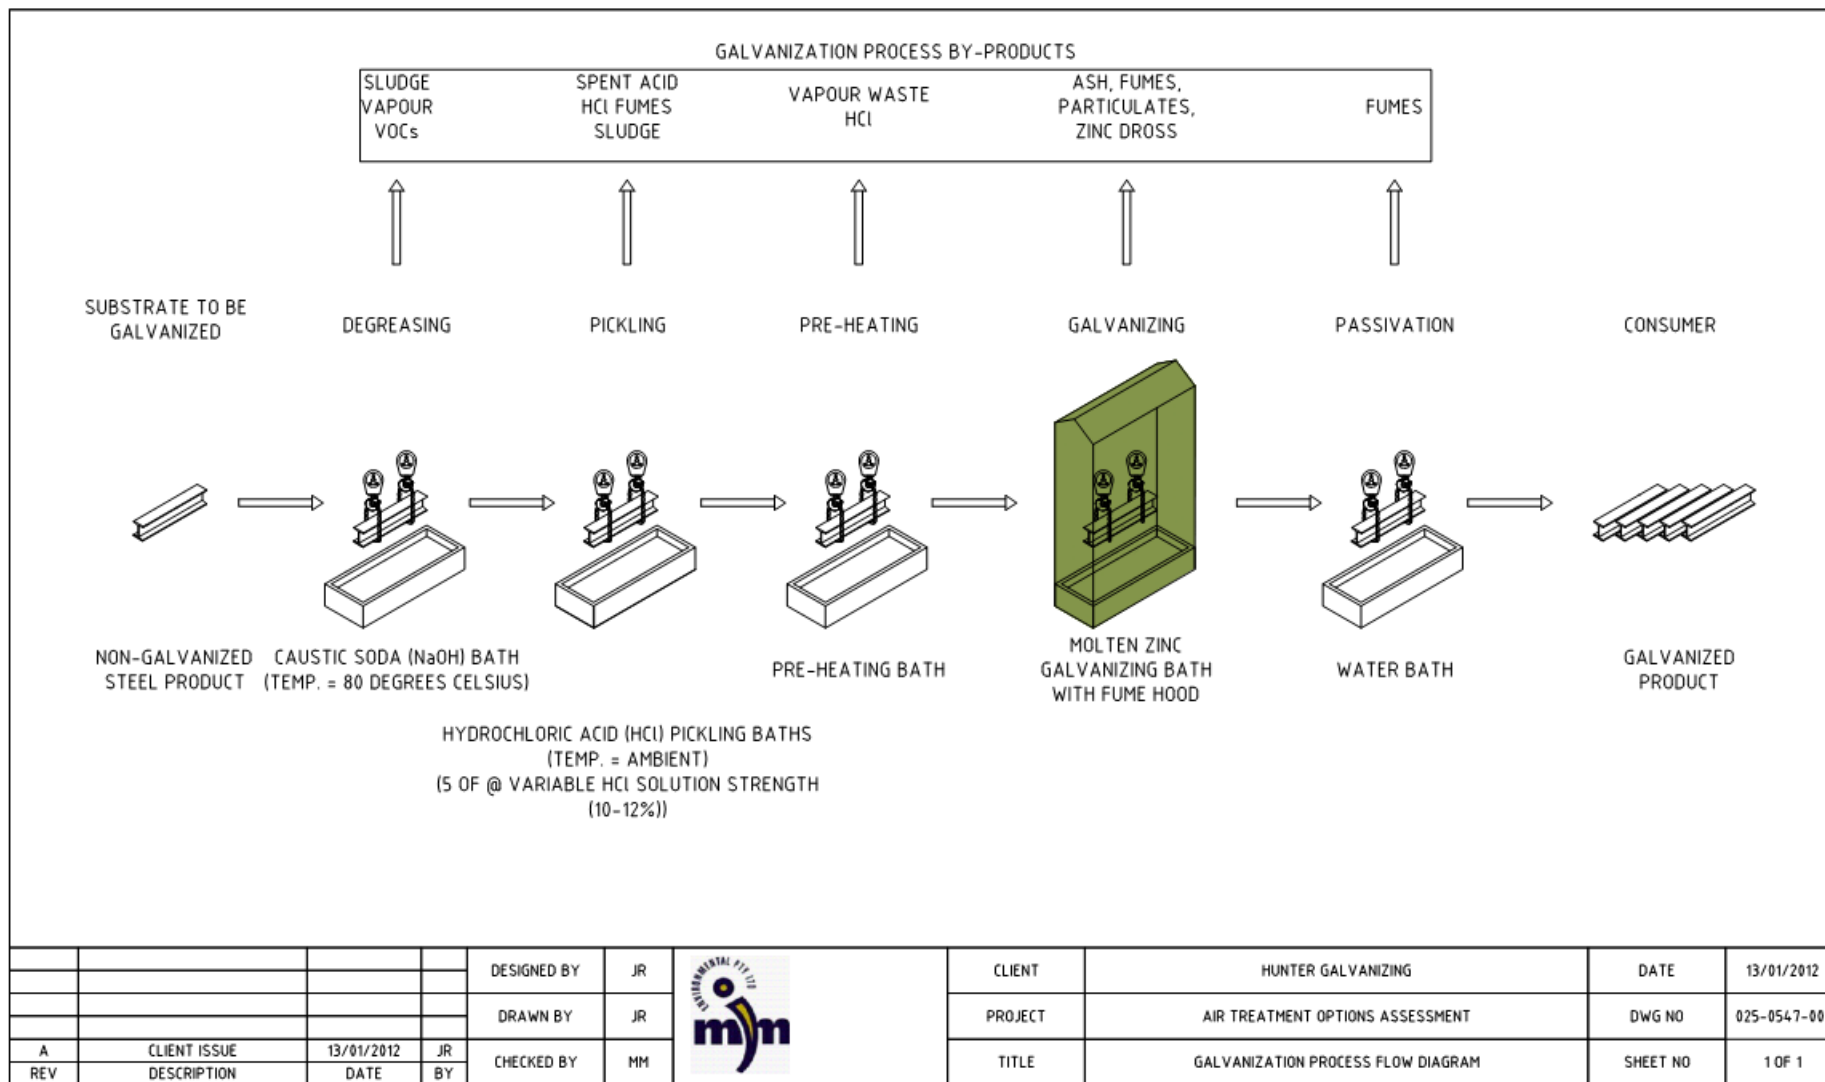 GALVANIZATION PROCESS BY-PRODUCTS
SLUDGE
VAPOUR
VOCs
SPENT ACID
HCl FUMES
SLUDGE
VAPOUR WASTE
HCl
ASH, FUMES,
PARTICULATES,
ZINC DROSS
FUMES
SUBSTRATE TO BE
GALVANIZED
DEGREASING
PICKLING
PRE-HEATING
GALVANIZING
PASSIVATION
CONSUMER
NON-GALVANIZED
STEEL PRODUCT
CAUSTIC SODA (NaOH) BATH
(TEMP. = 80 DEGREES CELSIUS)
HYDROCHLORIC ACID (HCl) PICKLING BATHS
(TEMP. = AMBIENT)
(5 OF @ VARIABLE HCl SOLUTION STRENGTH
(10-12%))
PRE-HEATING BATH
MOLTEN ZINC
GALVANIZING BATH
WITH FUME HOOD
WATER BATH
GALVANIZED
PRODUCT
A CLIENT ISSUE 13/01/2012 JR
REV DESCRIPTION DATE BY
DESIGNED BY JR
DRAWN BY JR
CHECKED BY MM
ENVIRONMENTAL PTY LTD
mjm
CLIENT HUNTER GALVANIZING
PROJECT AIR TREATMENT OPTIONS ASSESSMENT
TITLE GALVANIZATION PROCESS FLOW DIAGRAM
DATE 13/01/2012
DWG NO 025-0547-00
SHEET NO 1 OF 1